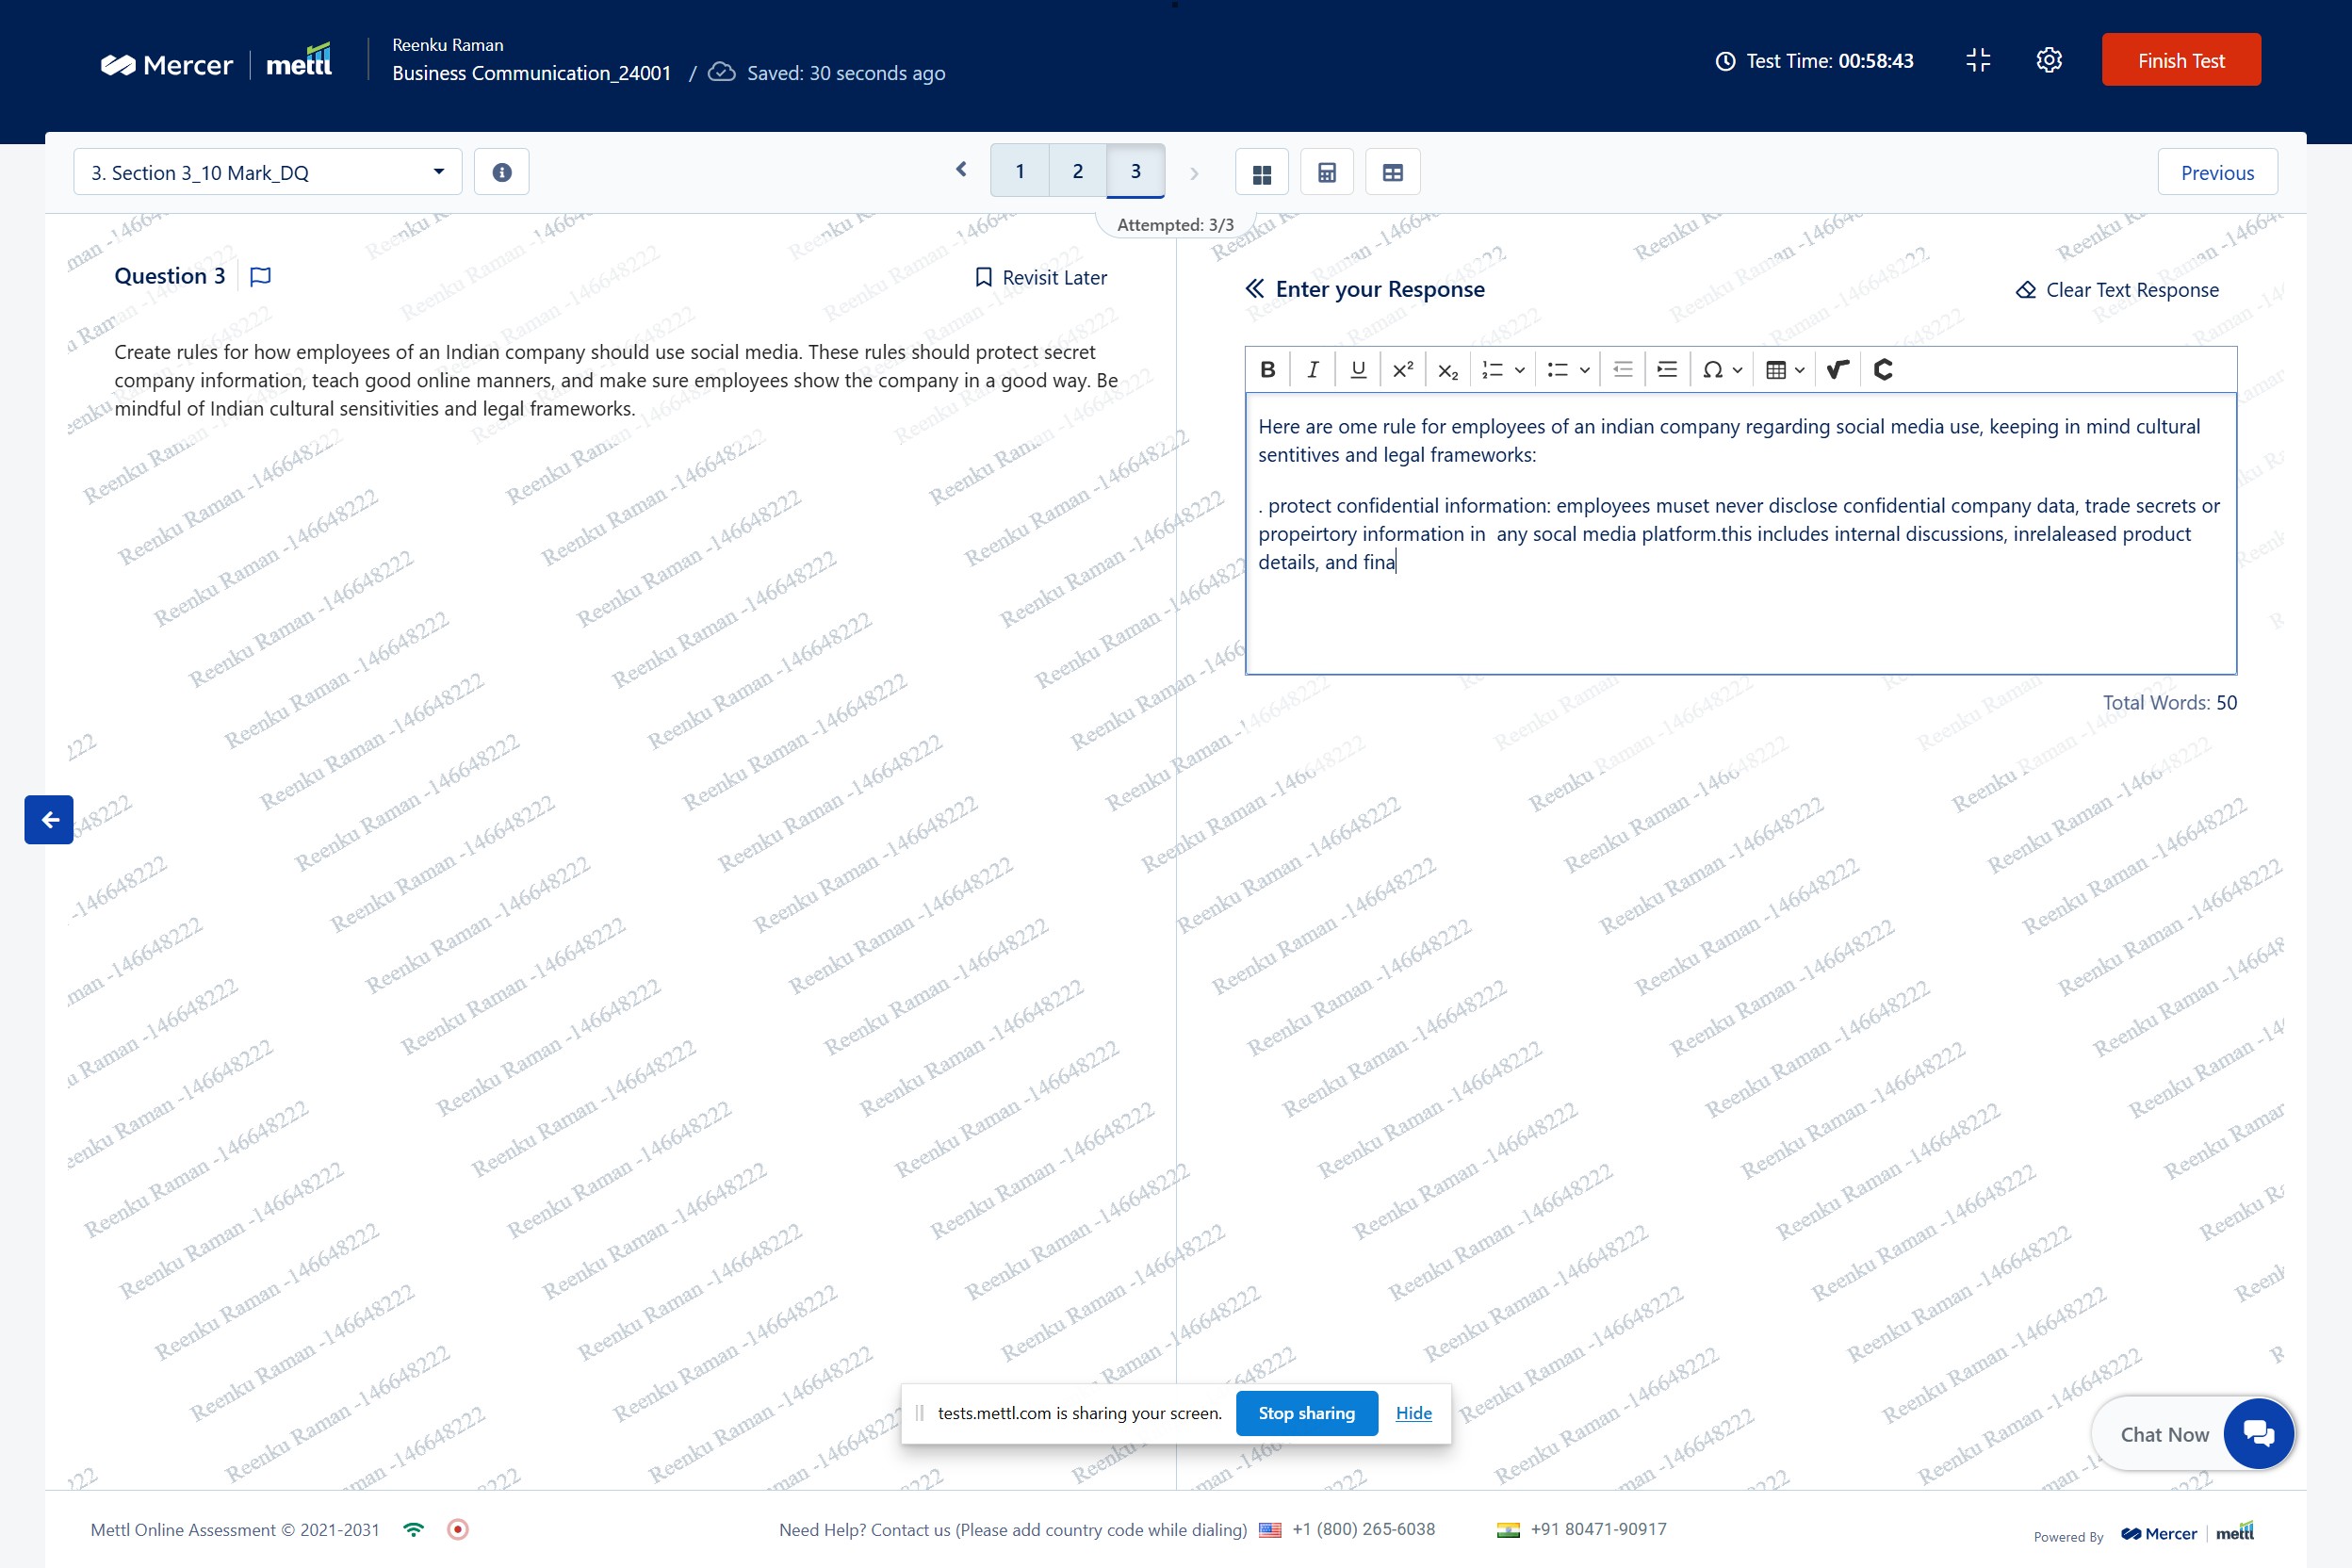 Mercer | mettl
Reenku Raman
Business Communication_24001 / Saved: 30 seconds ago
Test Time: 00:58:43
Finish Test
3. Section 3_10 Mark_DQ
1 2 3
Previous
Attempted: 3/3
Question 3
Revisit Later
Create rules for how employees of an Indian company should use social media. These rules should protect secret
company information, teach good online manners, and make sure employees show the company in a good way. Be
mindful of Indian cultural sensitivities and legal frameworks.
Enter your Response
Clear Text Response
B I U x² x₂ Ω
Here are ome rule for employees of an indian company regarding social media use, keeping in mind cultural
sentitives and legal frameworks:
. protect confidential information: employees muset never disclose confidential company data, trade secrets or
propeirtory information in  any socal media platform.this includes internal discussions, inrelaleased product
details, and fina
Total Words: 50
Reenku Raman -146648222
tests.mettl.com is sharing your screen. Stop sharing Hide
Chat Now
Mettl Online Assessment © 2021-2031
Need Help? Contact us (Please add country code while dialing) +1 (800) 265-6038 +91 80471-90917
Powered By Mercer | mettl